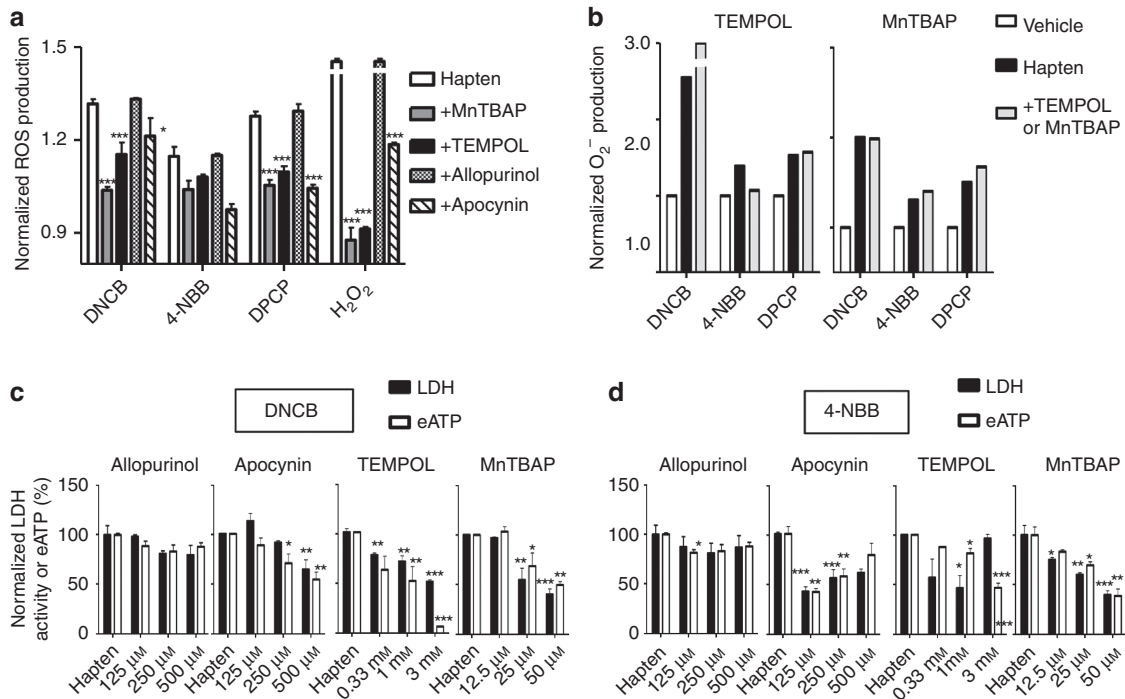 a
Normalized ROS production
1.5
1.2
0.9
*** *** * *** *** *** *** *** ***
DNCB
4-NBB
DPCP
H2O2
Hapten
+MnTBAP
+TEMPOL
+Allopurinol
+Apocynin
b
TEMPOL MnTBAP
Normalized O2− production
3.0
2.0
1.0
DNCB
4-NBB
DPCP
DNCB
4-NBB
DPCP
Vehicle
Hapten
+TEMPOL
or MnTBAP
c
DNCB
LDH
eATP
Allopurinol Apocynin TEMPOL MnTBAP
Normalized LDH
activity or eATP (%)
150
100
50
0
* ** **
** ** ** *** ***
** * *** **
Hapten 125 µM 250 µM 500 µM
Hapten 125 µM 250 µM 500 µM
Hapten 0.33 mM 1 mM 3 mM
Hapten 12.5 µM 25 µM 50 µM
d
4-NBB
LDH
eATP
Allopurinol Apocynin TEMPOL MnTBAP
150
100
50
0
*
*** ** *** **
* * *** ***
* ** * *** **
Hapten 125 µM 250 µM 500 µM
Hapten 125 µM 250 µM 500 µM
Hapten 0.33 mM 1 mM 3 mM
Hapten 12.5 µM 25 µM 50 µM